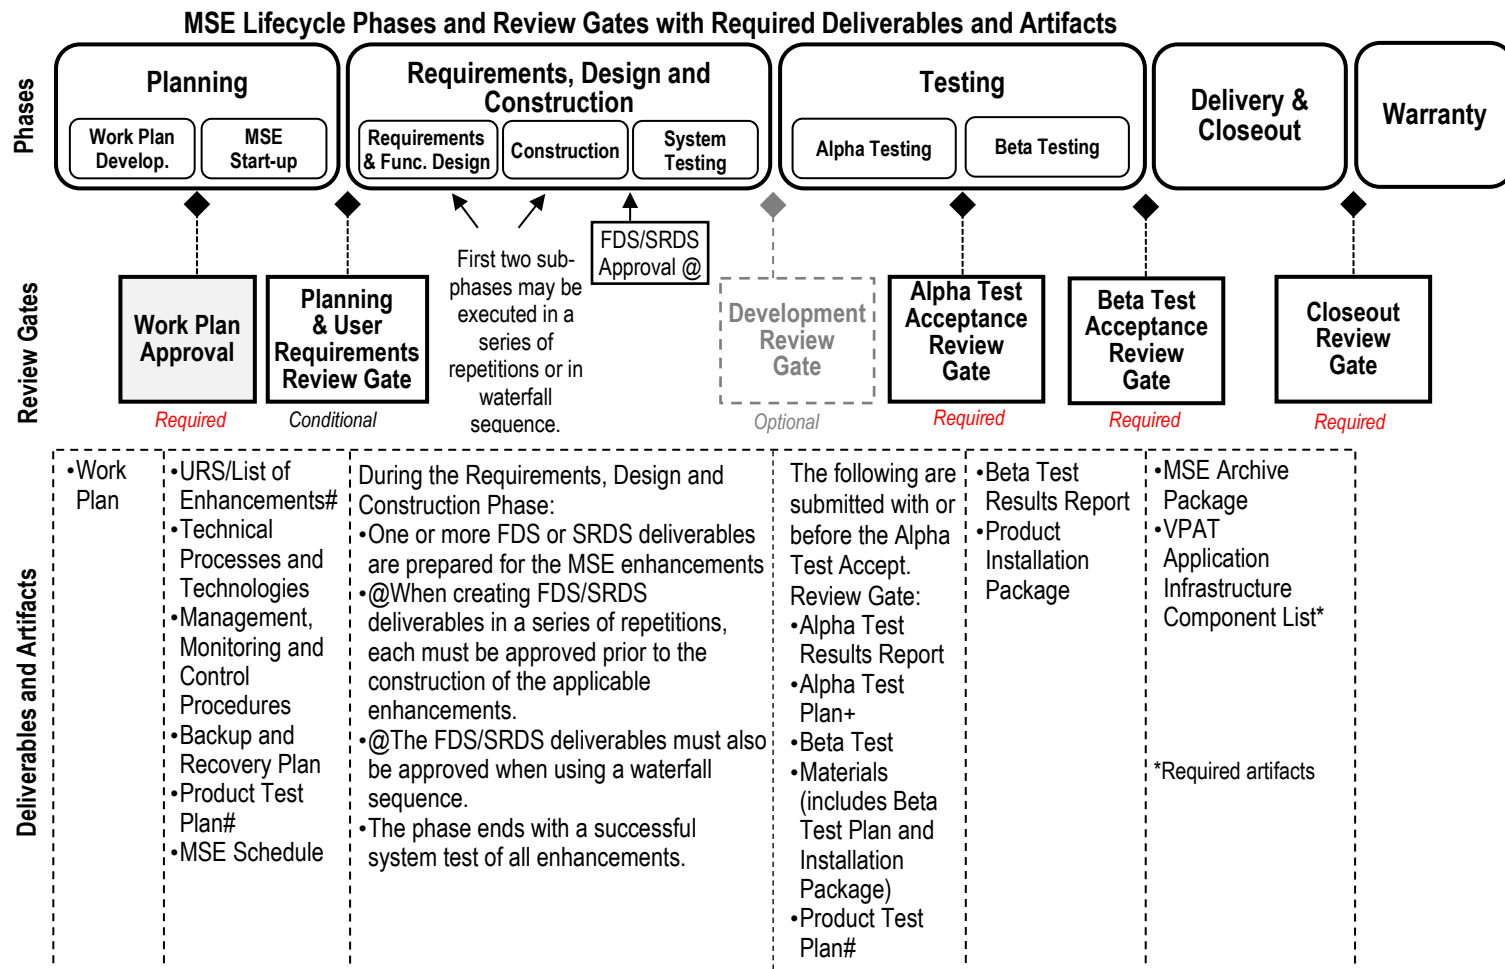 MSE Lifecycle Phases and Review Gates with Required Deliverables and Artifacts
Phases
Planning
Work Plan
Develop.
MSE
Start-up
Requirements, Design and
Construction
Requirements
& Func. Design
Construction
System
Testing
Testing
Alpha Testing
Beta Testing
Delivery &
Closeout
Warranty
Review Gates
Work Plan
Approval
Required
Planning
& User
Requirements
Review Gate
Conditional
First two sub-
phases may be
executed in a
series of
repetitions or in
waterfall
sequence.
FDS/SRDS
Approval @
Development
Review
Gate
Optional
Alpha Test
Acceptance
Review
Gate
Required
Beta Test
Acceptance
Review
Gate
Required
Closeout
Review
Gate
Required
Deliverables and Artifacts
•Work
Plan
•URS/List of
Enhancements#
•Technical
Processes and
Technologies
•Management,
Monitoring and
Control
Procedures
•Backup and
Recovery Plan
•Product Test
Plan#
•MSE Schedule
During the Requirements, Design and
Construction Phase:
•One or more FDS or SRDS deliverables
are prepared for the MSE enhancements
•@When creating FDS/SRDS
deliverables in a series of repetitions,
each must be approved prior to the
construction of the applicable
enhancements.
•@The FDS/SRDS deliverables must also
be approved when using a waterfall
sequence.
•The phase ends with a successful
system test of all enhancements.
The following are
submitted with or
before the Alpha
Test Accept.
Review Gate:
•Alpha Test
Results Report
•Alpha Test
Plan+
•Beta Test
•Materials
(includes Beta
Test Plan and
Installation
Package)
•Product Test
Plan#
•Beta Test
Results Report
•Product
Installation
Package
•MSE Archive
Package
•VPAT
Application
Infrastructure
Component List*
*Required artifacts